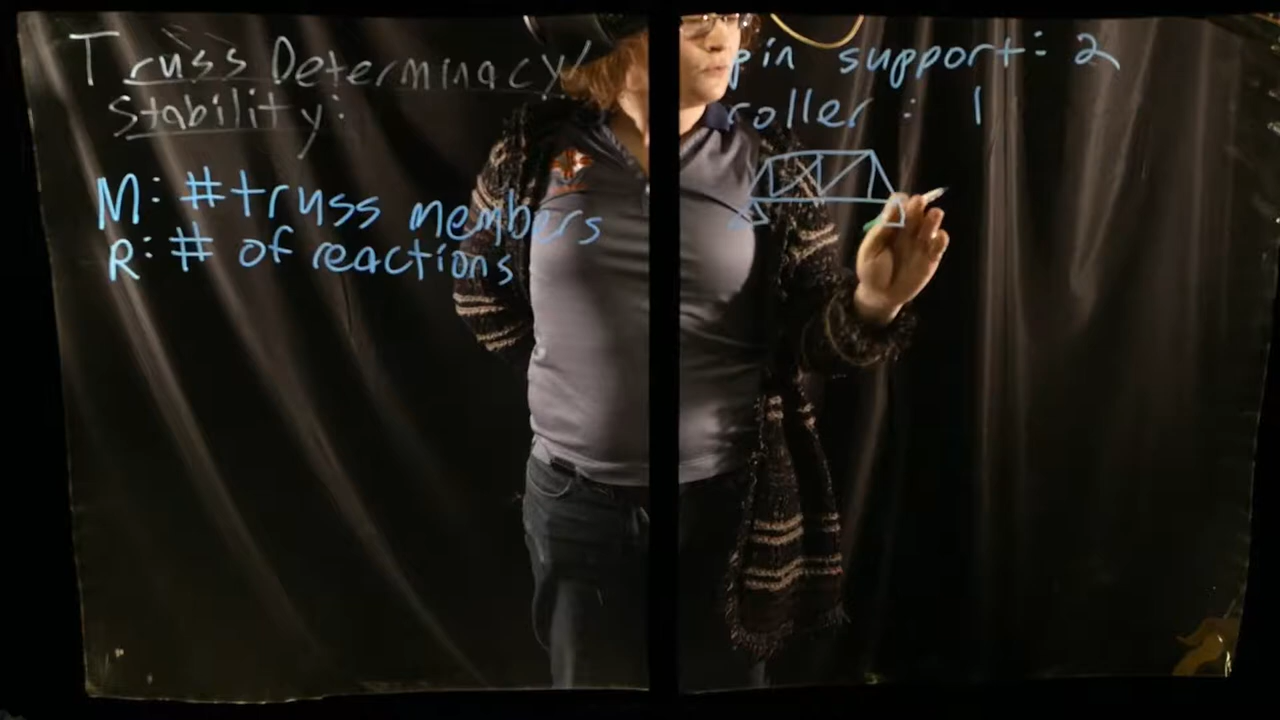 Truss Determinacy/
Stability:
M: # truss members
R: # of reactions
pin support: 2
roller : 1